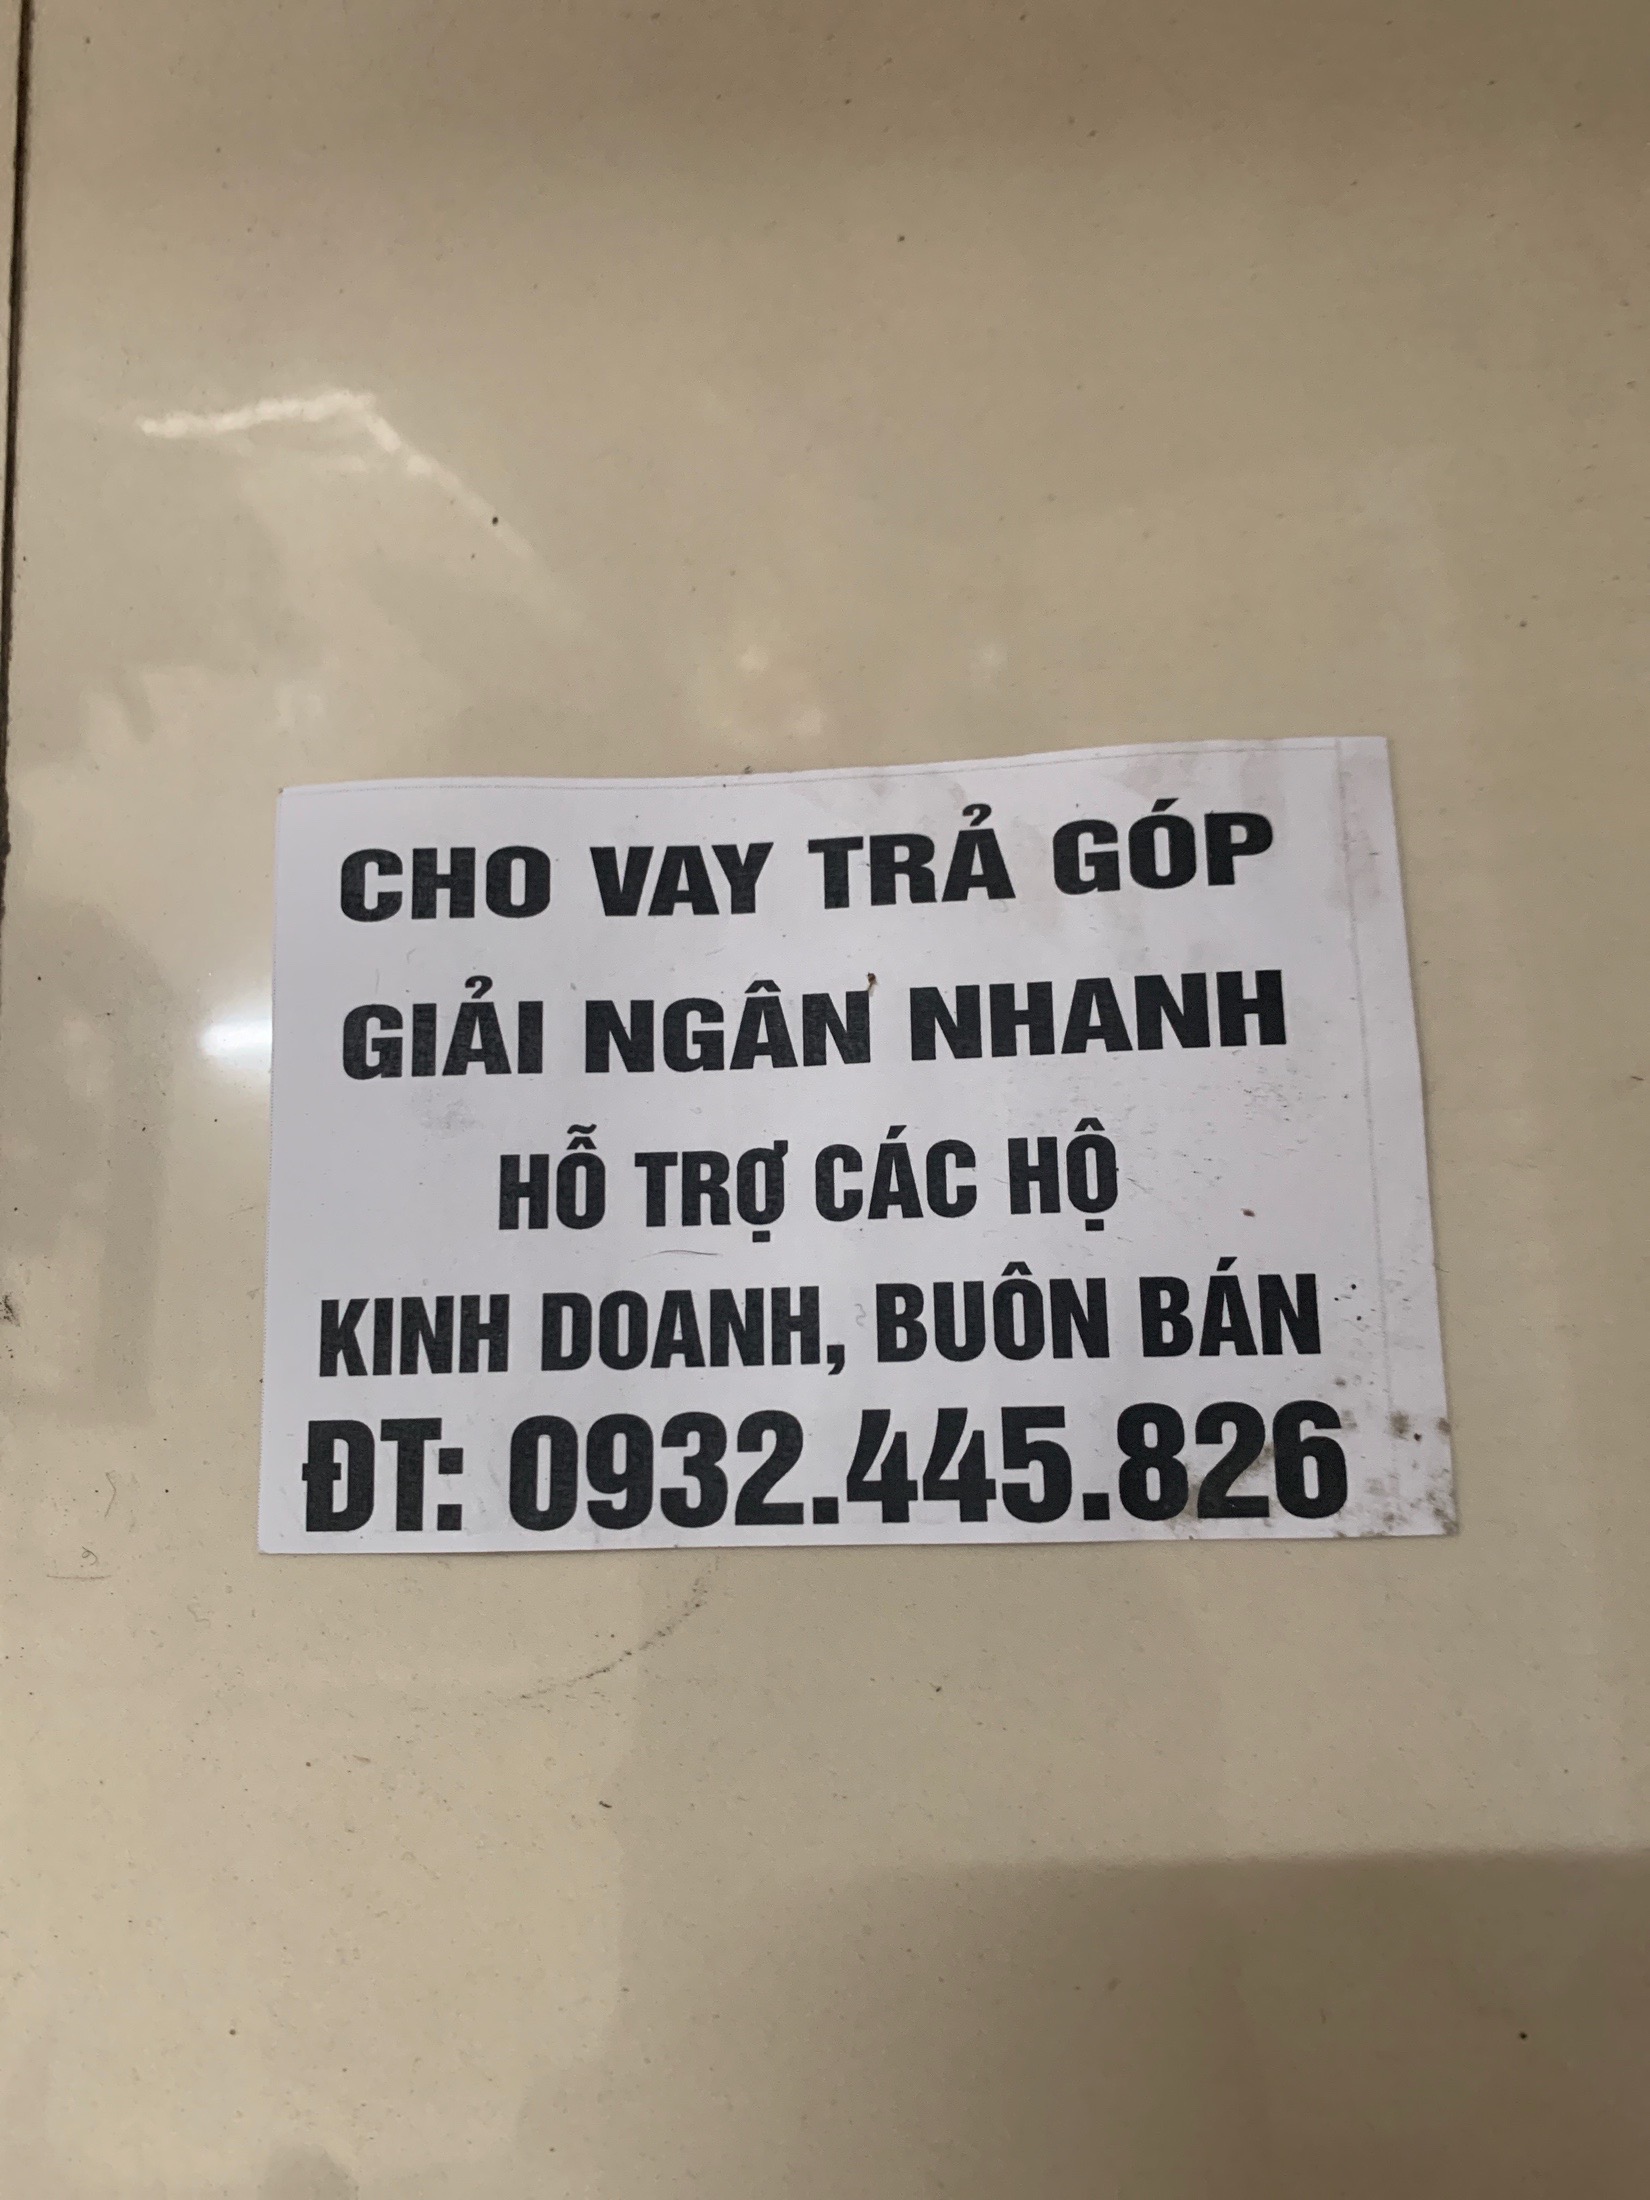 CHO VAY TRẢ GÓP
GIẢI NGÂN NHANH
HỖ TRỢ CÁC HỘ
KINH DOANH, BUÔN BÁN
ĐT: 0932.445.826